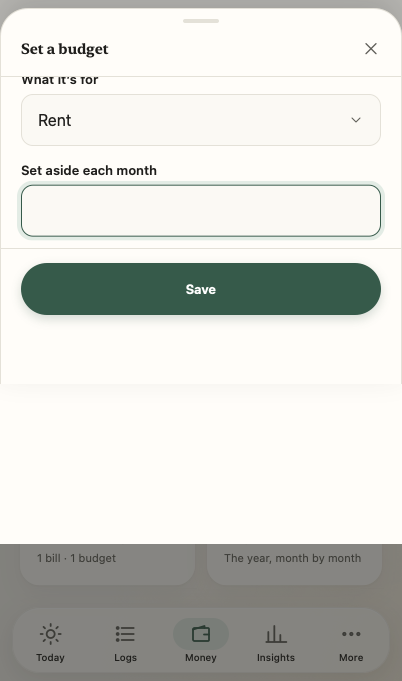 Set a budget
What it's for
Rent
Set aside each month
Save
1 bill · 1 budget
The year, month by month
Today
Logs
Money
Insights
More